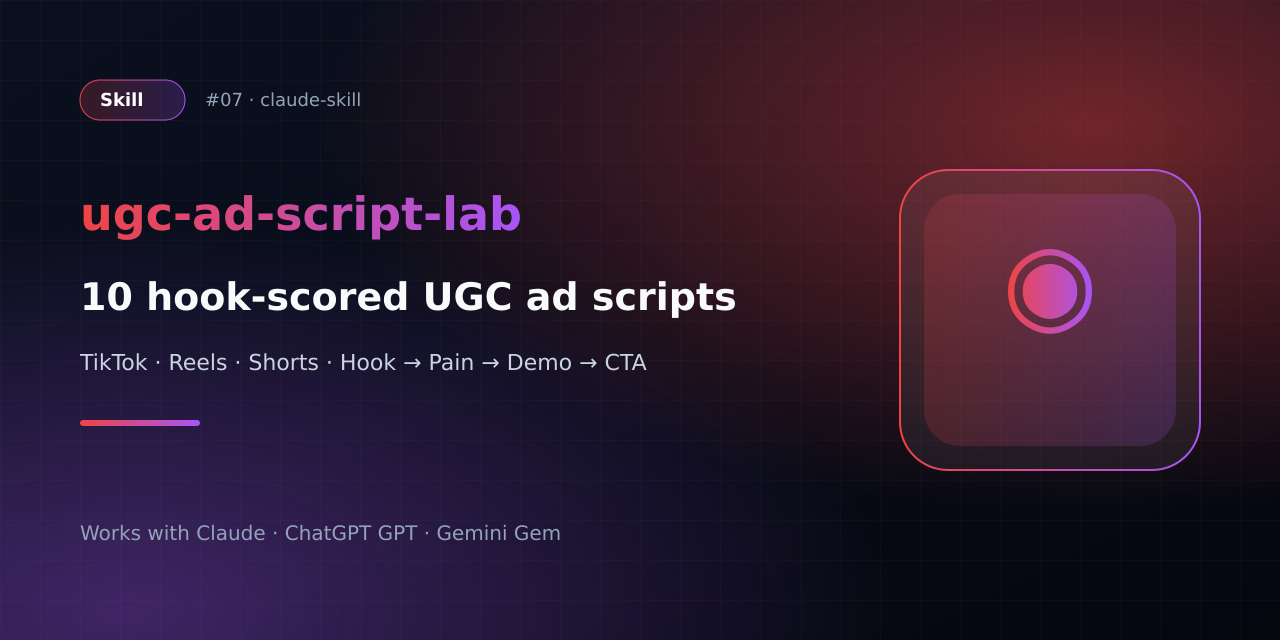 Skill
#07 · claude-skill
ugc-ad-script-lab
10 hook-scored UGC ad scripts
TikTok · Reels · Shorts · Hook → Pain → Demo → CTA
Works with Claude · ChatGPT GPT · Gemini Gem